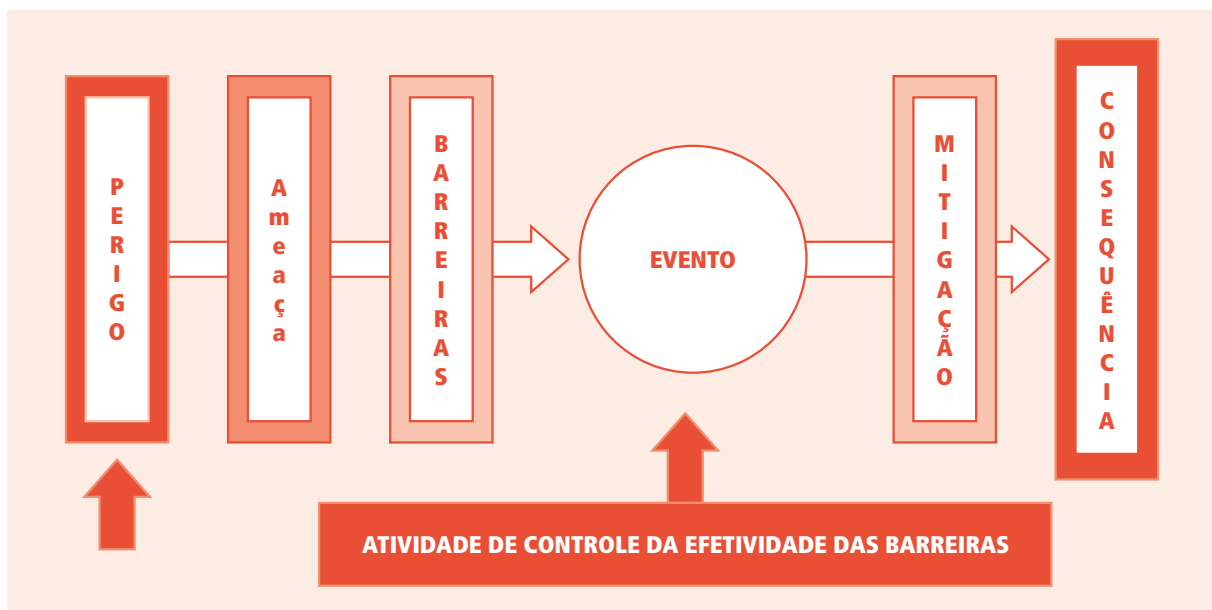 PERIGO
Ameaça
BARREIRAS
EVENTO
MITIGAÇÃO
CONSEQUÊNCIA
ATIVIDADE DE CONTROLE DA EFETIVIDADE DAS BARREIRAS